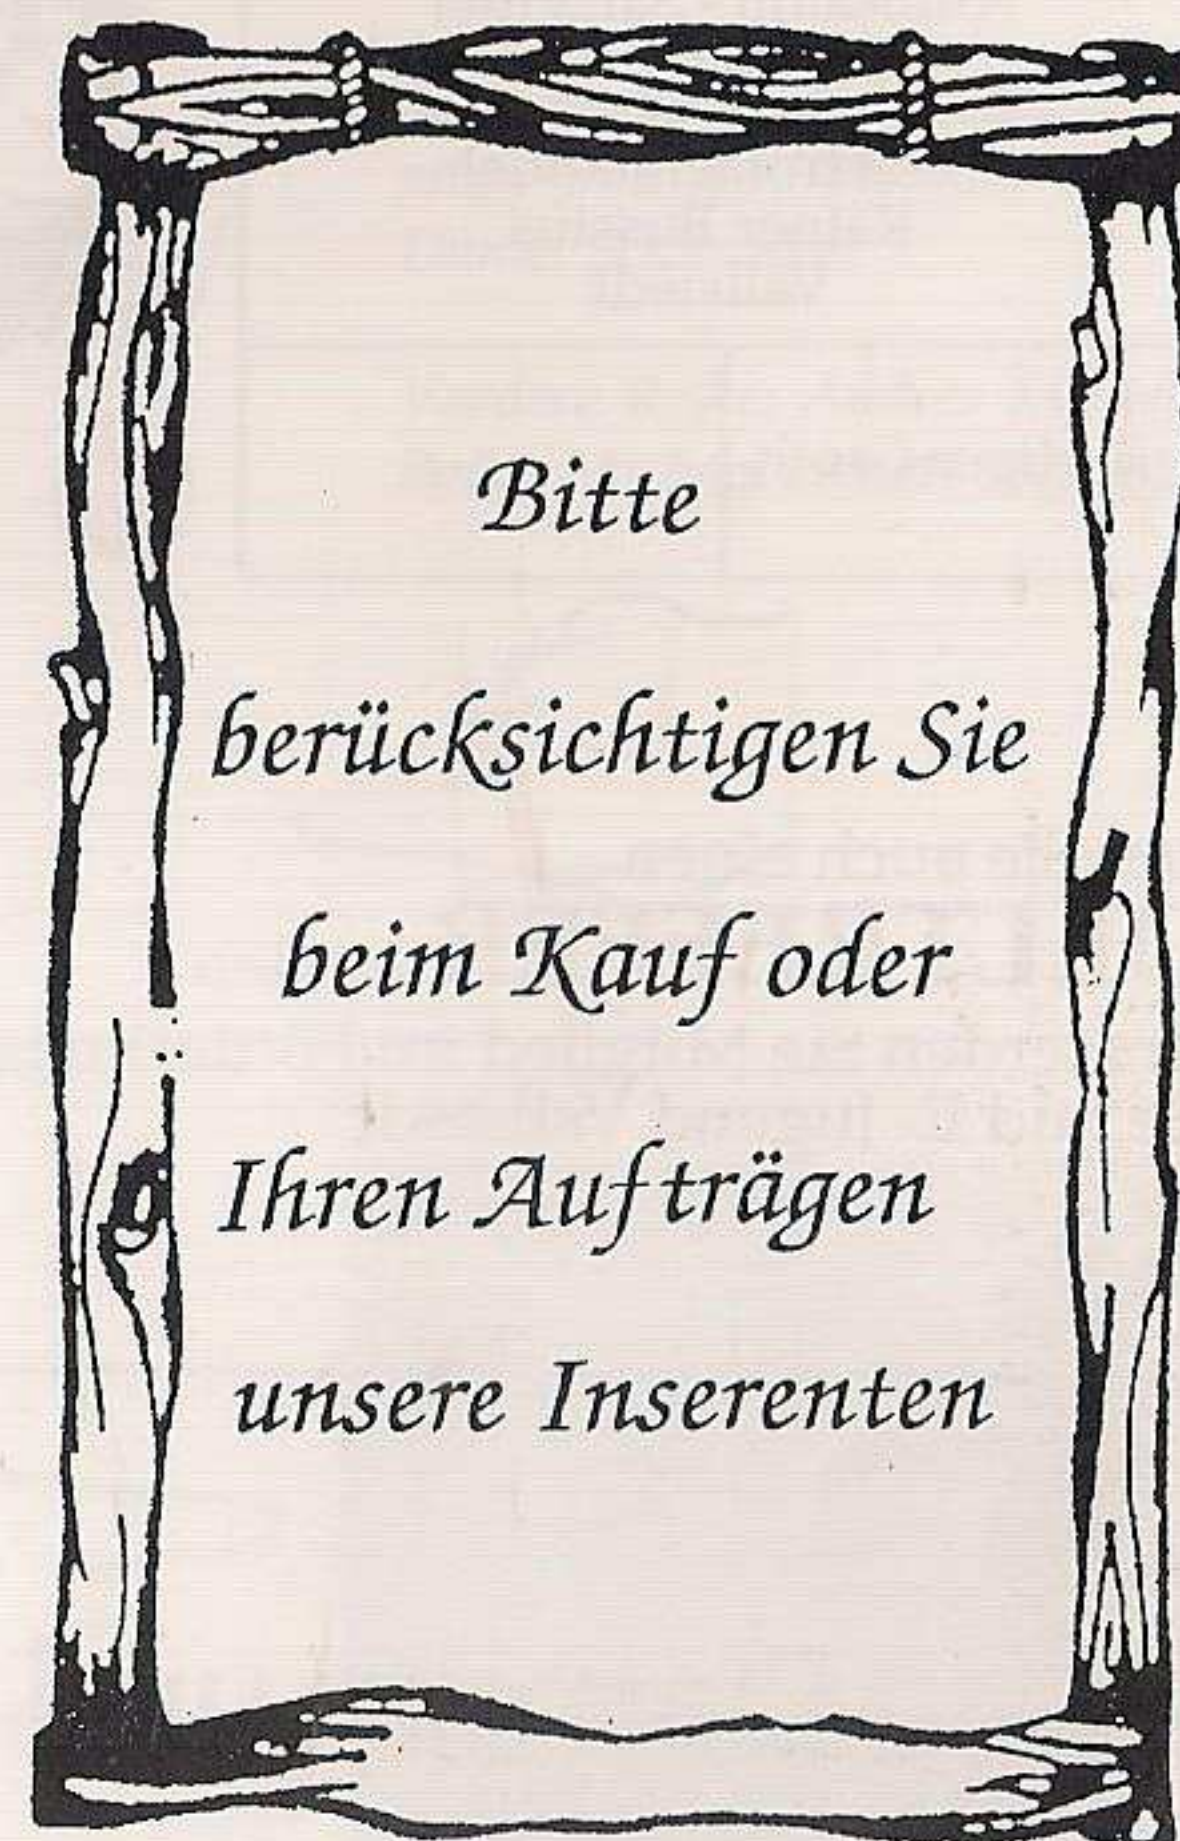 Bitte
berücksichtigen Sie
beim Kauf oder
Ihren Aufträgen
unsere Inserenten